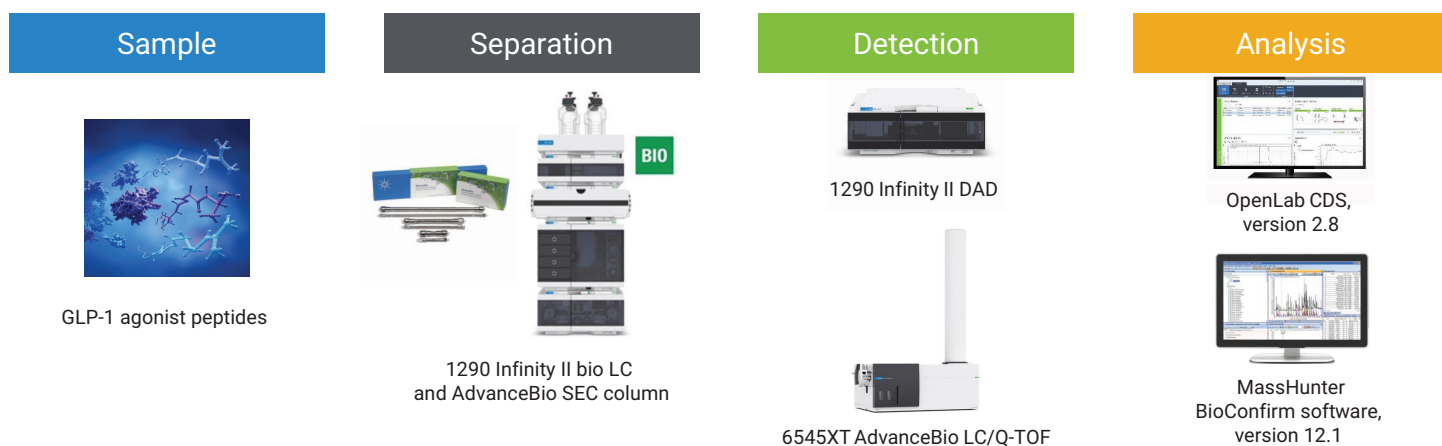 Sample
Separation
Detection
Analysis
BIO
1290 Infinity II DAD
OpenLab CDS,
version 2.8
GLP-1 agonist peptides
1290 Infinity II bio LC
and AdvanceBio SEC column
6545XT AdvanceBio LC/Q-TOF
MassHunter
BioConfirm software,
version 12.1